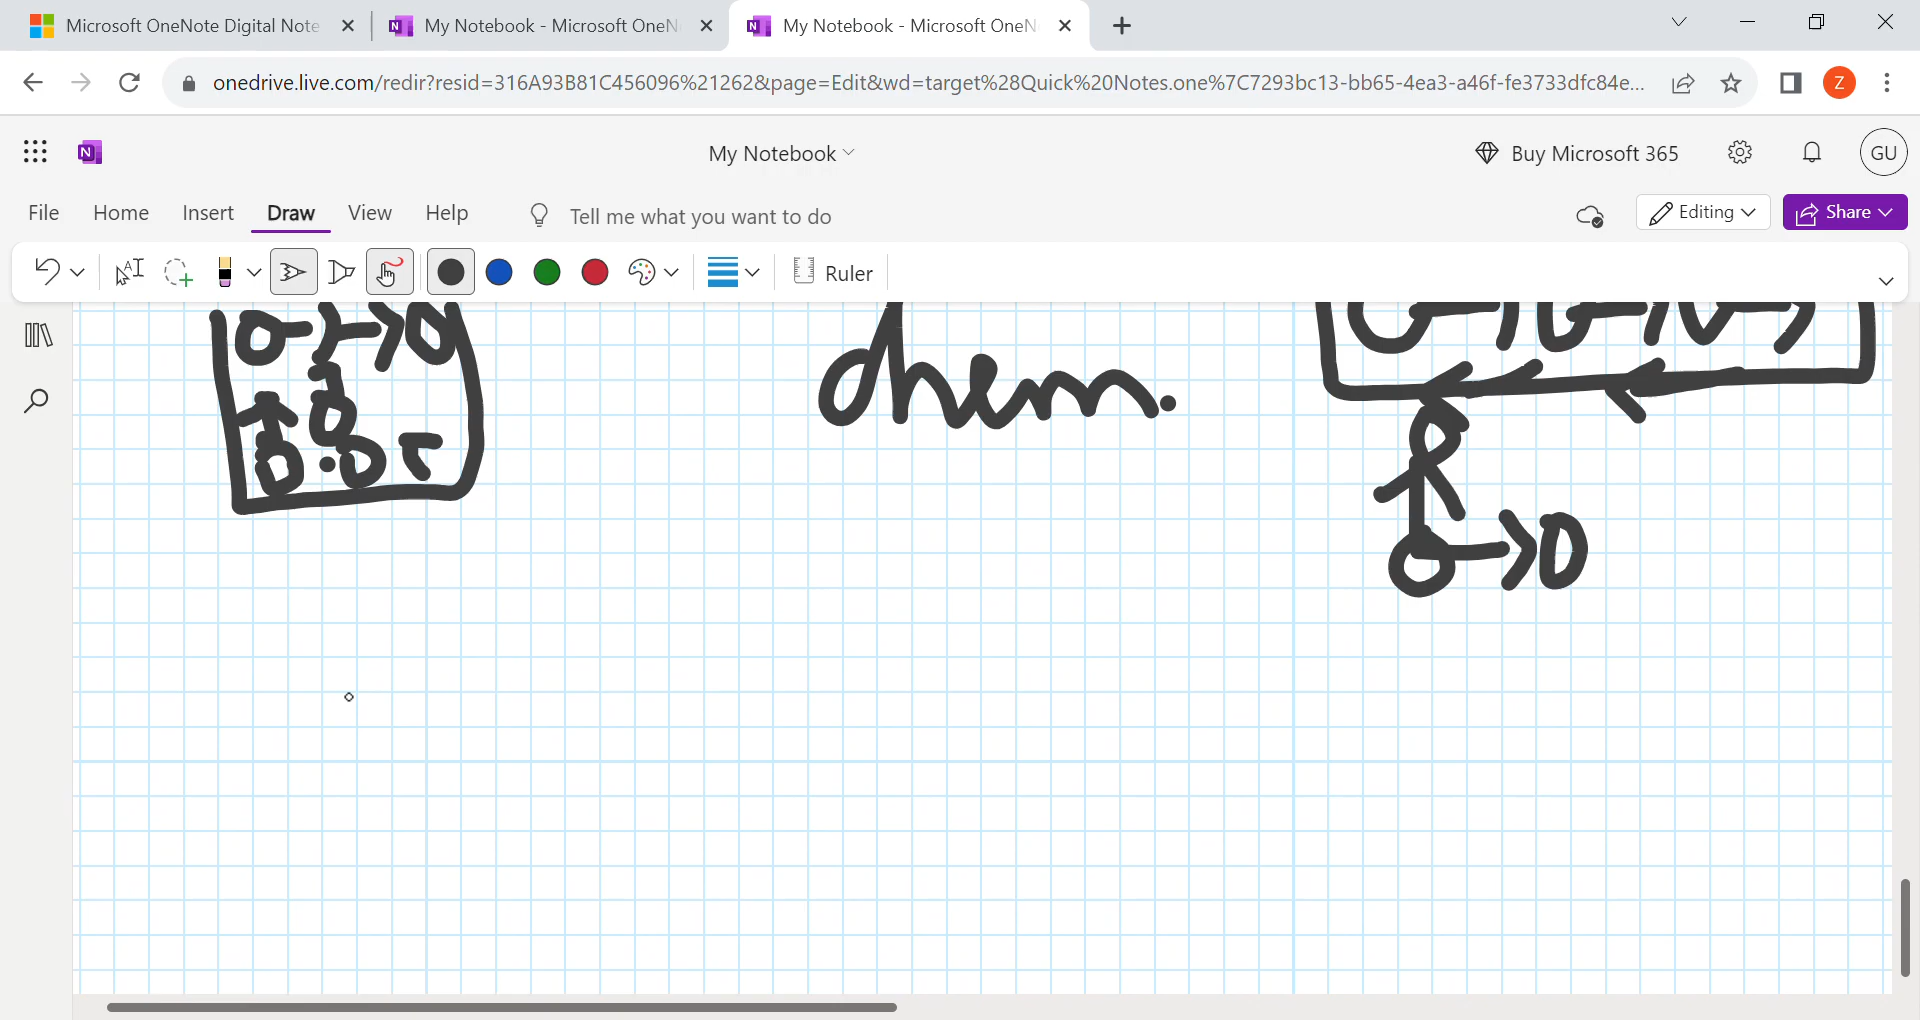 Microsoft OneNote Digital Note
My Notebook - Microsoft OneN
My Notebook - Microsoft OneN
onedrive.live.com/redir?resid=316A93B81C456096%21262&page=Edit&wd=target%28Quick%20Notes.one%7C7293bc13-bb65-4ea3-a46f-fe3733dfc84e...
Z
N
My Notebook
Buy Microsoft 365
GU
File Home Insert Draw View Help Tell me what you want to do
Editing
Share
Ruler